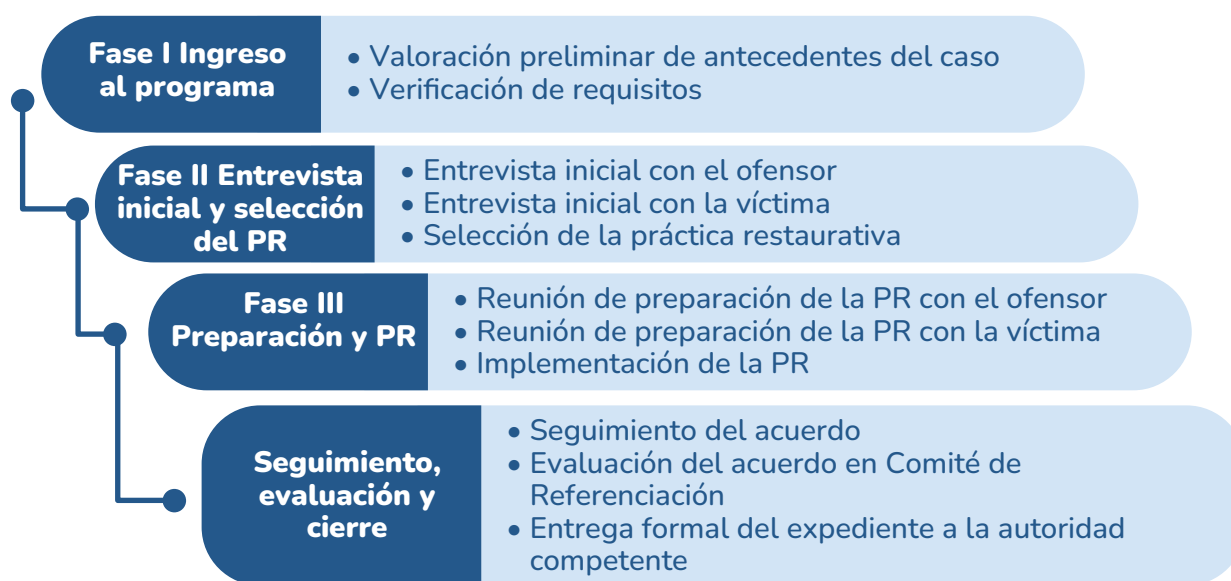 Fase I Ingreso
al programa
• Valoración preliminar de antecedentes del caso
• Verificación de requisitos
Fase II Entrevista
inicial y selección
del PR
• Entrevista inicial con el ofensor
• Entrevista inicial con la víctima
• Selección de la práctica restaurativa
Fase III
Preparación y PR
• Reunión de preparación de la PR con el ofensor
• Reunión de preparación de la PR con la víctima
• Implementación de la PR
Seguimiento,
evaluación y
cierre
• Seguimiento del acuerdo
• Evaluación del acuerdo en Comité de
Referenciación
• Entrega formal del expediente a la autoridad
competente